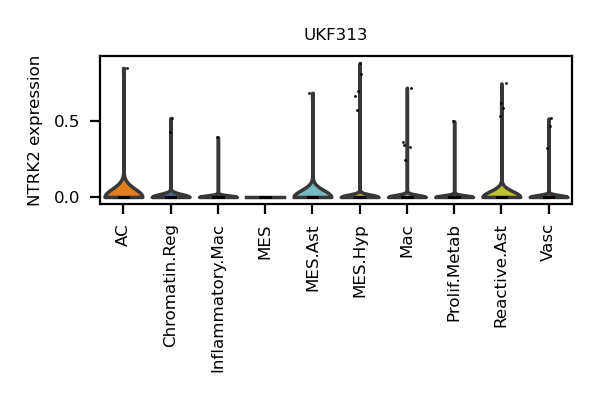 UKF313
NTRK2 expression
0.5
0.0
AC
Chromatin.Reg
Inflammatory.Mac
MES
MES.Ast
MES.Hyp
Mac
Prolif.Metab
Reactive.Ast
Vasc